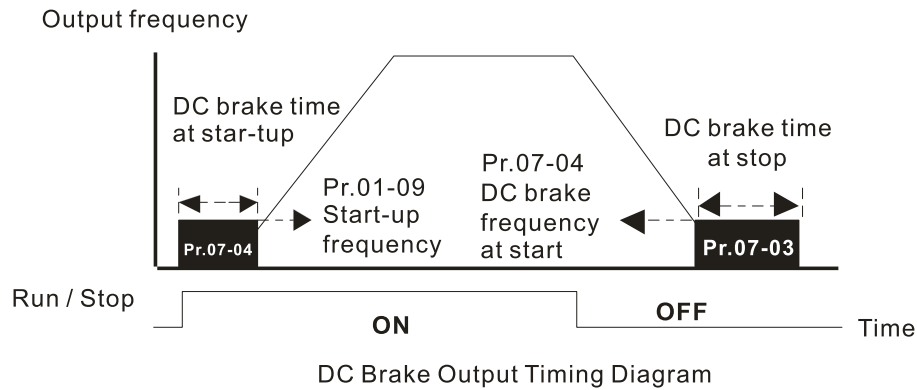 Output frequency
DC brake time
at star-tup
DC brake time
at stop
Pr.01-09
Start-up
frequency
Pr.07-04
DC brake
frequency
at start
Pr.07-04
Pr.07-03
Run / Stop
ON
OFF
Time
DC Brake Output Timing Diagram